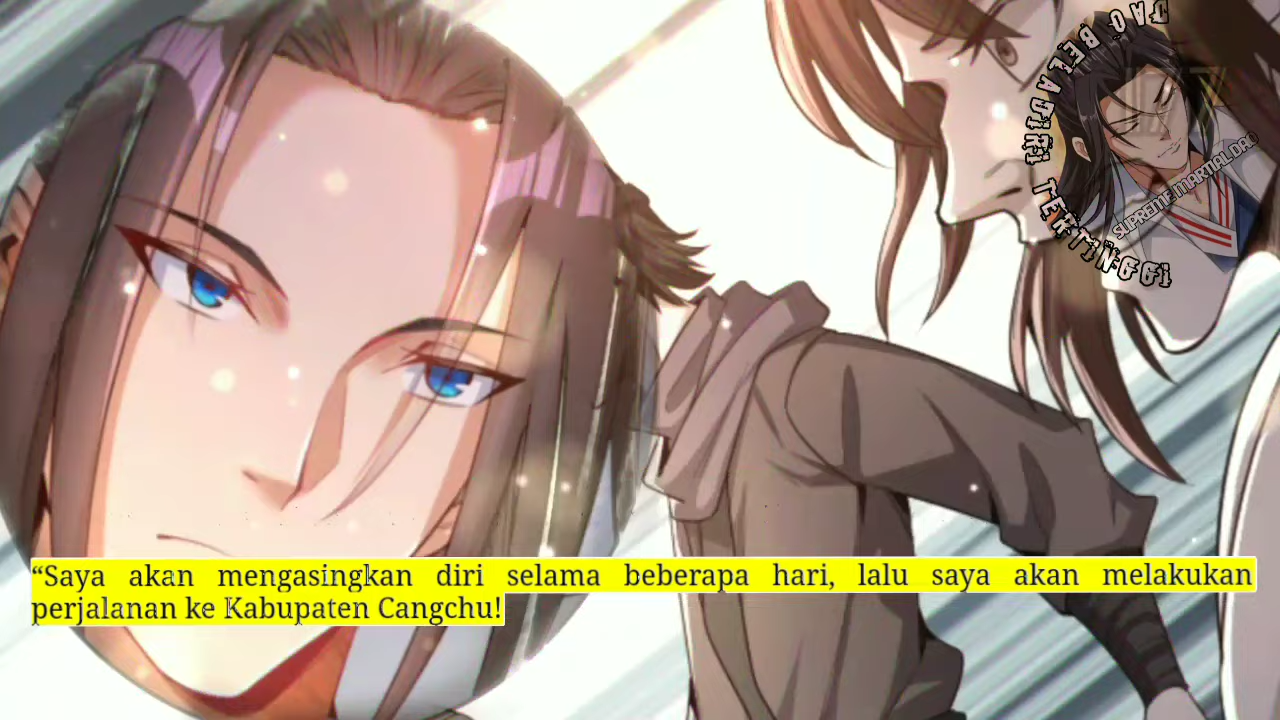 TAO BELADIRI TERTINGGI
SUPREME MARTIAL DAO
“Saya akan mengasingkan diri selama beberapa hari, lalu saya akan melakukan
perjalanan ke Kabupaten Cangchu!